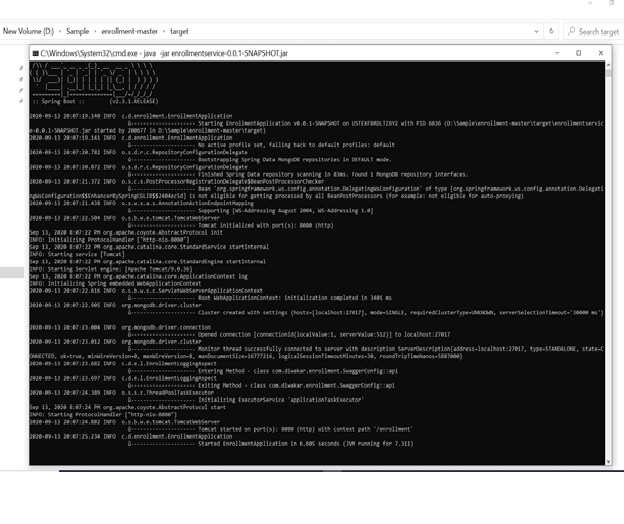 New Volume (D:) › Sample › enrollment-master › target
Search target
C:\Windows\System32\cmd.exe - java -jar enrollmentservice-0.0.1-SNAPSHOT.jar
:: Spring Boot :: (v2.3.1.RELEASE)
2020-09-13 20:07:19.140 INFO c.d.enrollment.EnrollmentApplication
Starting EnrollmentApplication v0.0.1-SNAPSHOT on with PID 6836 (D:\Sample\enrollment-master\target\enrollmentservic
e-0.0.1-SNAPSHOT.jar started by 200677 in D:\Sample\enrollment-master\target)
2020-09-13 20:07:19.141 INFO c.d.enrollment.EnrollmentApplication
No active profile set, falling back to default profiles: default
2020-09-13 20:07:20.782 INFO o.s.d.r.c.RepositoryConfigurationDelegate
Bootstrapping Spring Data MongoDB repositories in DEFAULT mode.
2020-09-13 20:07:20.872 INFO o.s.d.r.c.RepositoryConfigurationDelegate
Finished Spring Data repository scanning in 83ms. Found 1 MongoDB repository interfaces.
2020-09-13 20:07:21.372 INFO o.s.c.s.PostProcessorRegistrationDelegate$BeanPostProcessorChecker
Bean 'org.springframework.ws.config.annotation.DelegatingWsConfiguration' of type [org.springframework.ws.config.annotation.Delegati
is not eligible for getting processed by all BeanPostProcessors (for example: not eligible for auto-proxying)
2020-09-13 20:07:21.438 INFO o.s.w.s.a.s.AnnotationActionEndpointMapping
Supporting [WS-Addressing August 2004, WS-Addressing 1.0]
2020-09-13 20:07:22.504 INFO o.s.b.w.e.tomcat.TomcatWebServer
Tomcat initialized with port(s): 8080 (http)
Sep 13, 2020 8:07:22 PM org.apache.coyote.AbstractProtocol init
INFO: Initializing ProtocolHandler ["http-nio-8080"]
Sep 13, 2020 8:07:22 PM org.apache.catalina.core.StandardService startInternal
INFO: Starting service [Tomcat]
Sep 13, 2020 8:07:22 PM org.apache.catalina.core.StandardEngine startInternal
INFO: Starting Servlet engine: [Apache Tomcat/9.0.36]
Sep 13, 2020 8:07:22 PM org.apache.catalina.core.ApplicationContext log
INFO: Initializing Spring embedded WebApplicationContext
2020-09-13 20:07:22.618 INFO o.s.b.w.s.c.ServletWebServerApplicationContext
Root WebApplicationContext: initialization completed in 3401 ms
2020-09-13 20:07:22.905 INFO org.mongodb.driver.cluster
Cluster created with settings {hosts=[localhost:27017], mode=SINGLE, requiredClusterType=UNKNOWN, serverSelectionTimeout='30000 ms'}
2020-09-13 20:07:23.004 INFO org.mongodb.driver.connection
Opened connection [connectionId{localValue:1, serverValue:512}] to localhost:27017
2020-09-13 20:07:23.012 INFO org.mongodb.driver.cluster
Monitor thread successfully connected to server with description ServerDescription{address=localhost:27017, type=STANDALONE, state=C
ONNECTED, ok=true, minWireVersion=0, maxWireVersion=8, maxDocumentSize=16777216, logicalSessionTimeoutMinutes=30, roundTripTimeNanos=5887000}
2020-09-13 20:07:23.682 INFO c.d.e.l.EnrollmentLoggingAspect
Entering Method - class com.diwakar.enrollment.SwaggerConfig::api
2020-09-13 20:07:23.697 INFO c.d.e.l.EnrollmentLoggingAspect
Exiting Method - class com.diwakar.enrollment.SwaggerConfig::api
2020-09-13 20:07:24.389 INFO o.s.s.c.ThreadPoolTaskExecutor
Initializing ExecutorService 'applicationTaskExecutor'
Sep 13, 2020 8:07:24 PM org.apache.coyote.AbstractProtocol start
INFO: Starting ProtocolHandler ["http-nio-8080"]
2020-09-13 20:07:24.882 INFO o.s.b.w.e.tomcat.TomcatWebServer
Tomcat started on port(s): 8080 (http) with context path '/enrollment'
2020-09-13 20:07:25.234 INFO c.d.enrollment.EnrollmentApplication
Started EnrollmentApplication in 6.605 seconds (JVM running for 7.311)